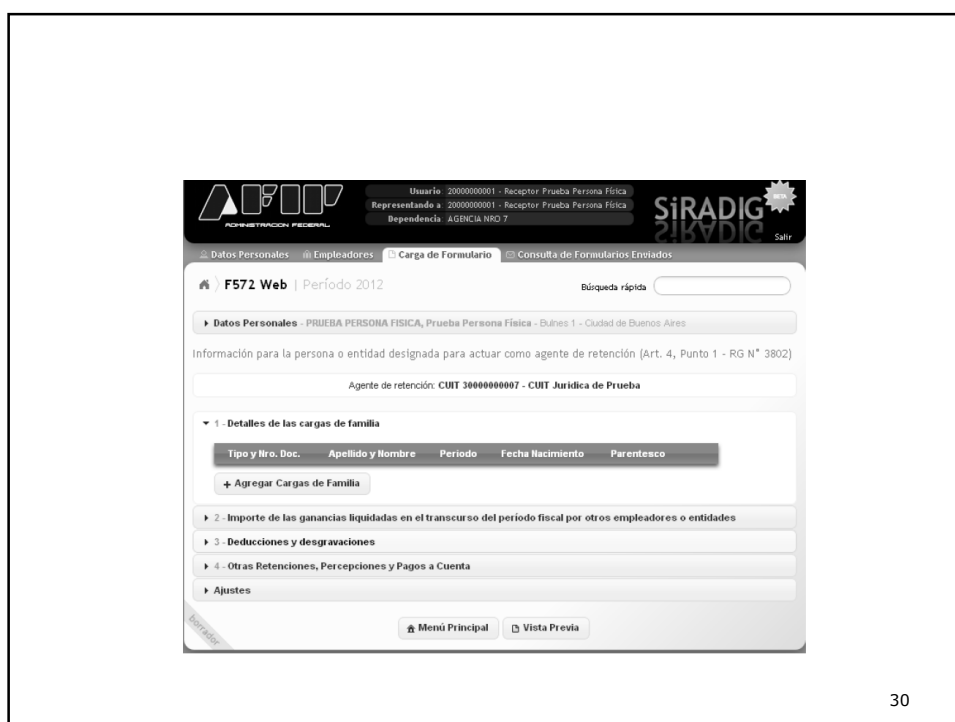 AFIP
ADMINISTRACION FEDERAL
Usuario 20000000001 - Receptor Prueba Persona Física
Representando a 20000000001 - Receptor Prueba Persona Física
Dependencia AGENCIA NRO 7
SiRADIG
BETA
Salir
Datos Personales Empleadores Carga de Formulario Consulta de Formularios Enviados
F572 Web | Período 2012
Búsqueda rápida
Datos Personales - PRUEBA PERSONA FISICA, Prueba Persona Física - Bulnes 1 - Ciudad de Buenos Aires
Información para la persona o entidad designada para actuar como agente de retención (Art. 4, Punto 1 - RG N° 3802)
Agente de retención: CUIT 30000000007 - CUIT Juridica de Prueba
1 - Detalles de las cargas de familia
Tipo y Nro. Doc. Apellido y Nombre Periodo Fecha Nacimiento Parentesco
+ Agregar Cargas de Familia
2 - Importe de las ganancias liquidadas en el transcurso del período fiscal por otros empleadores o entidades
3 - Deducciones y desgravaciones
4 - Otras Retenciones, Percepciones y Pagos a Cuenta
Ajustes
borrador
Menú Principal Vista Previa
30